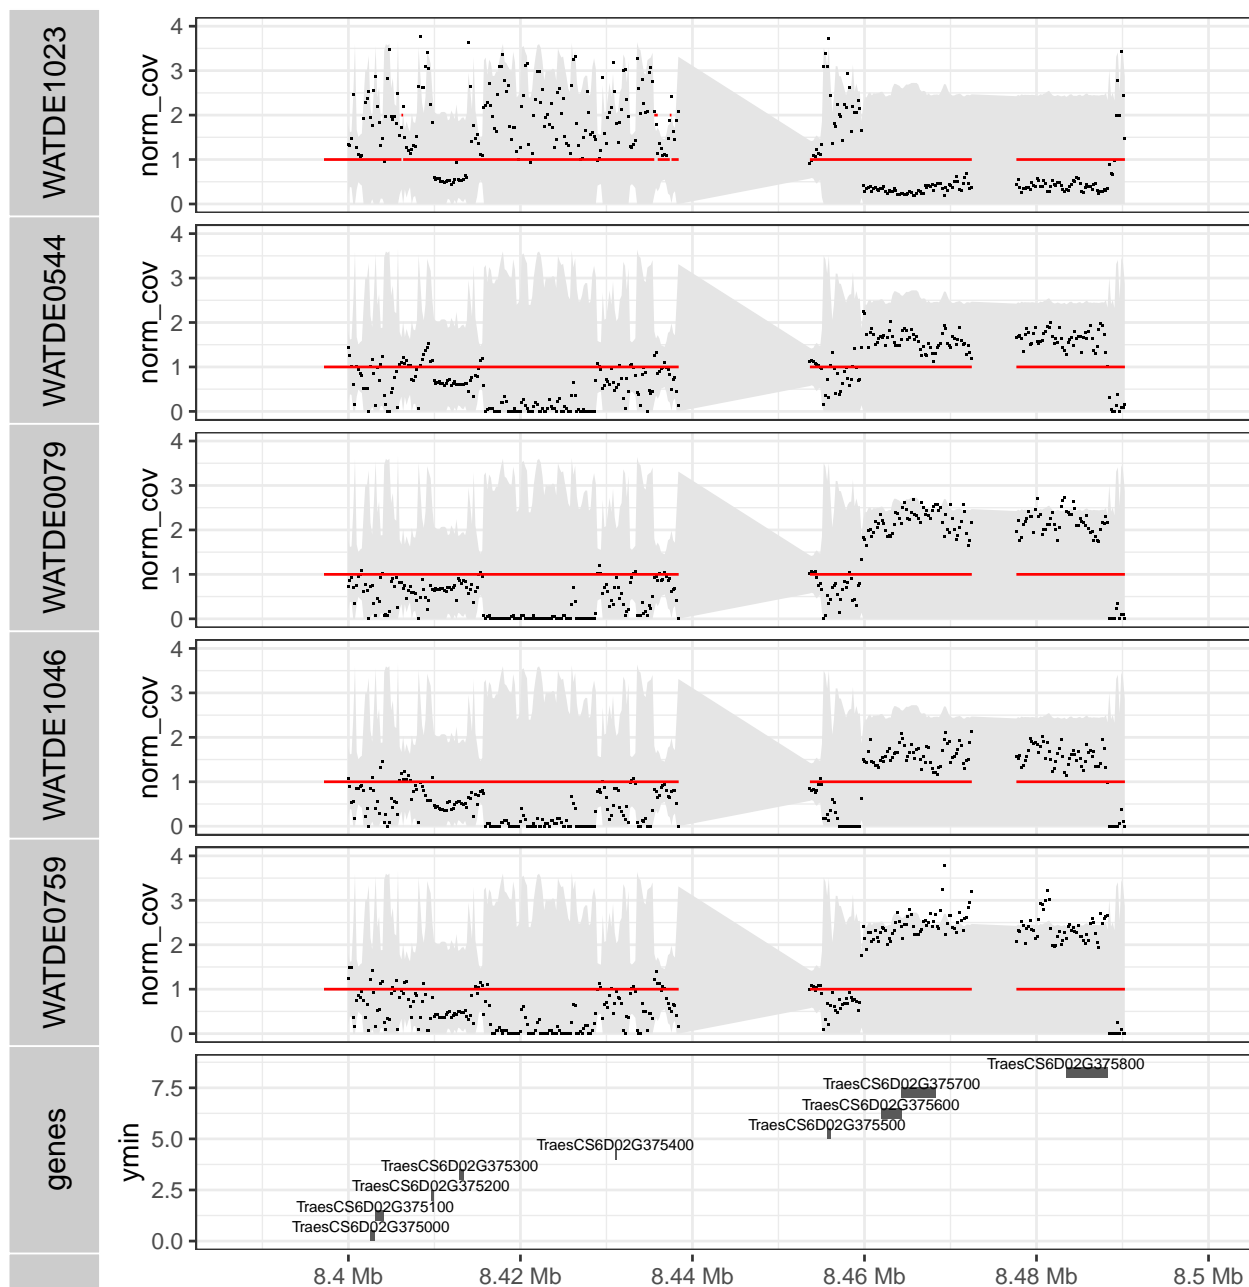 WATDE1023
norm_cov
4
3
2
1
0
WATDE0544
norm_cov
4
3
2
1
0
WATDE0079
norm_cov
4
3
2
1
0
WATDE1046
norm_cov
4
3
2
1
0
WATDE0759
norm_cov
4
3
2
1
0
genes
ymin
7.5
5.0
2.5
0.0
TraesCS6D02G375800
TraesCS6D02G375700
TraesCS6D02G375600
TraesCS6D02G375500
TraesCS6D02G375400
TraesCS6D02G375300
TraesCS6D02G375200
TraesCS6D02G375100
TraesCS6D02G375000
8.4 Mb 8.42 Mb 8.44 Mb 8.46 Mb 8.48 Mb 8.5 Mb